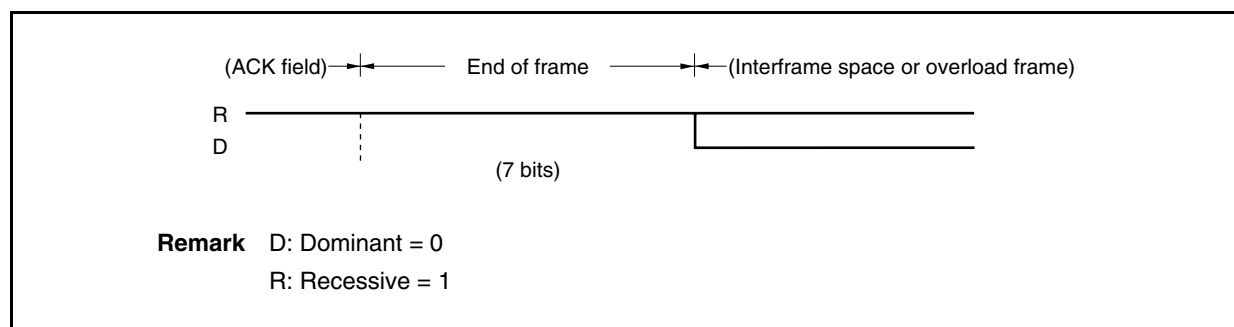 (ACK field) End of frame (Interframe space or overload frame)
R
D
(7 bits)
Remark D: Dominant = 0
R: Recessive = 1